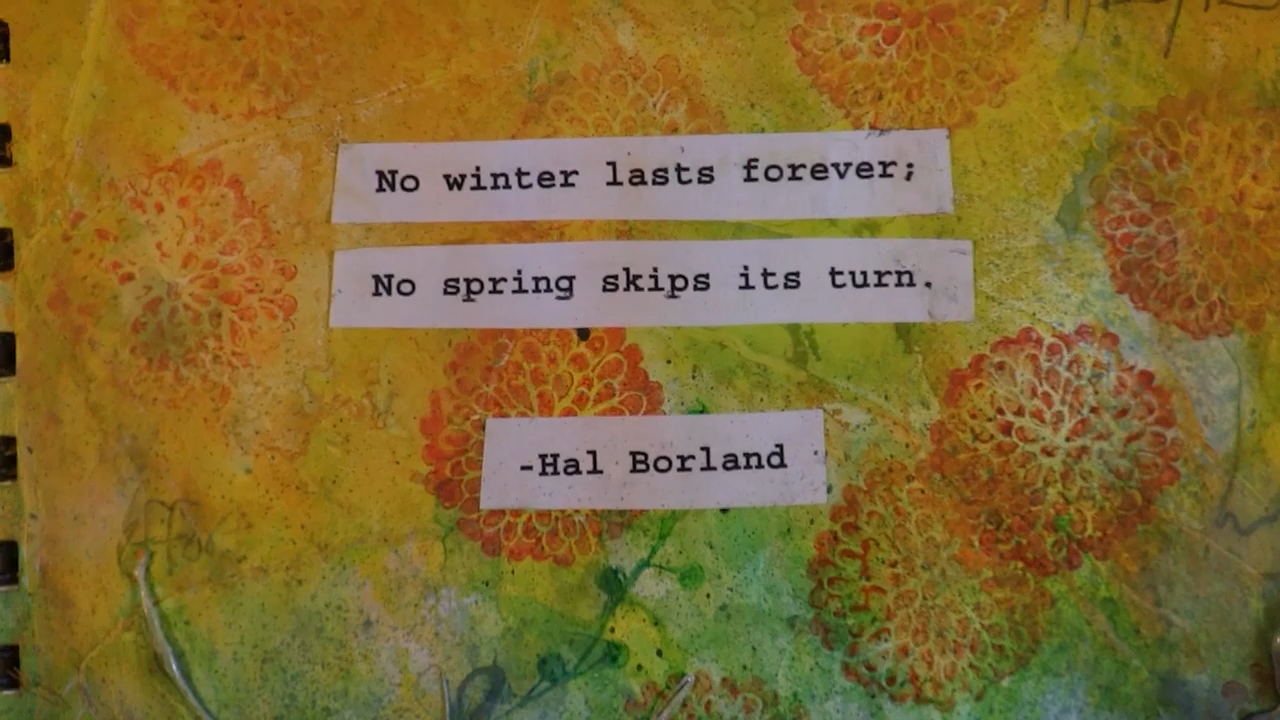 No winter lasts forever;
No spring skips its turn.
-Hal Borland